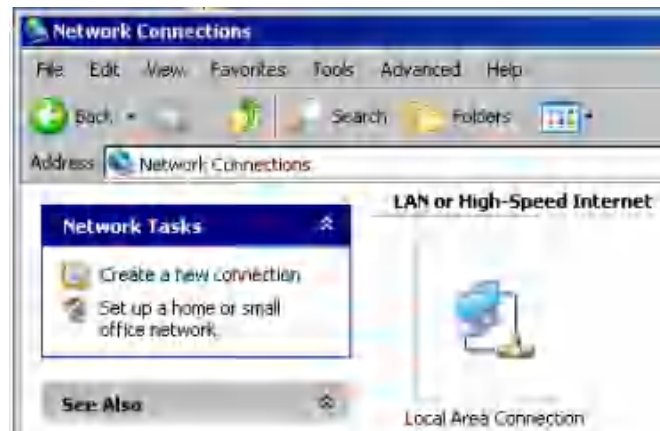 Network Connections
File Edit View Favorites Tools Advanced Help
Back Search Folders
Address Network Connections
Network Tasks
Create a new connection
Set up a home or small
office network
See Also
LAN or High-Speed Internet
Local Area Connection